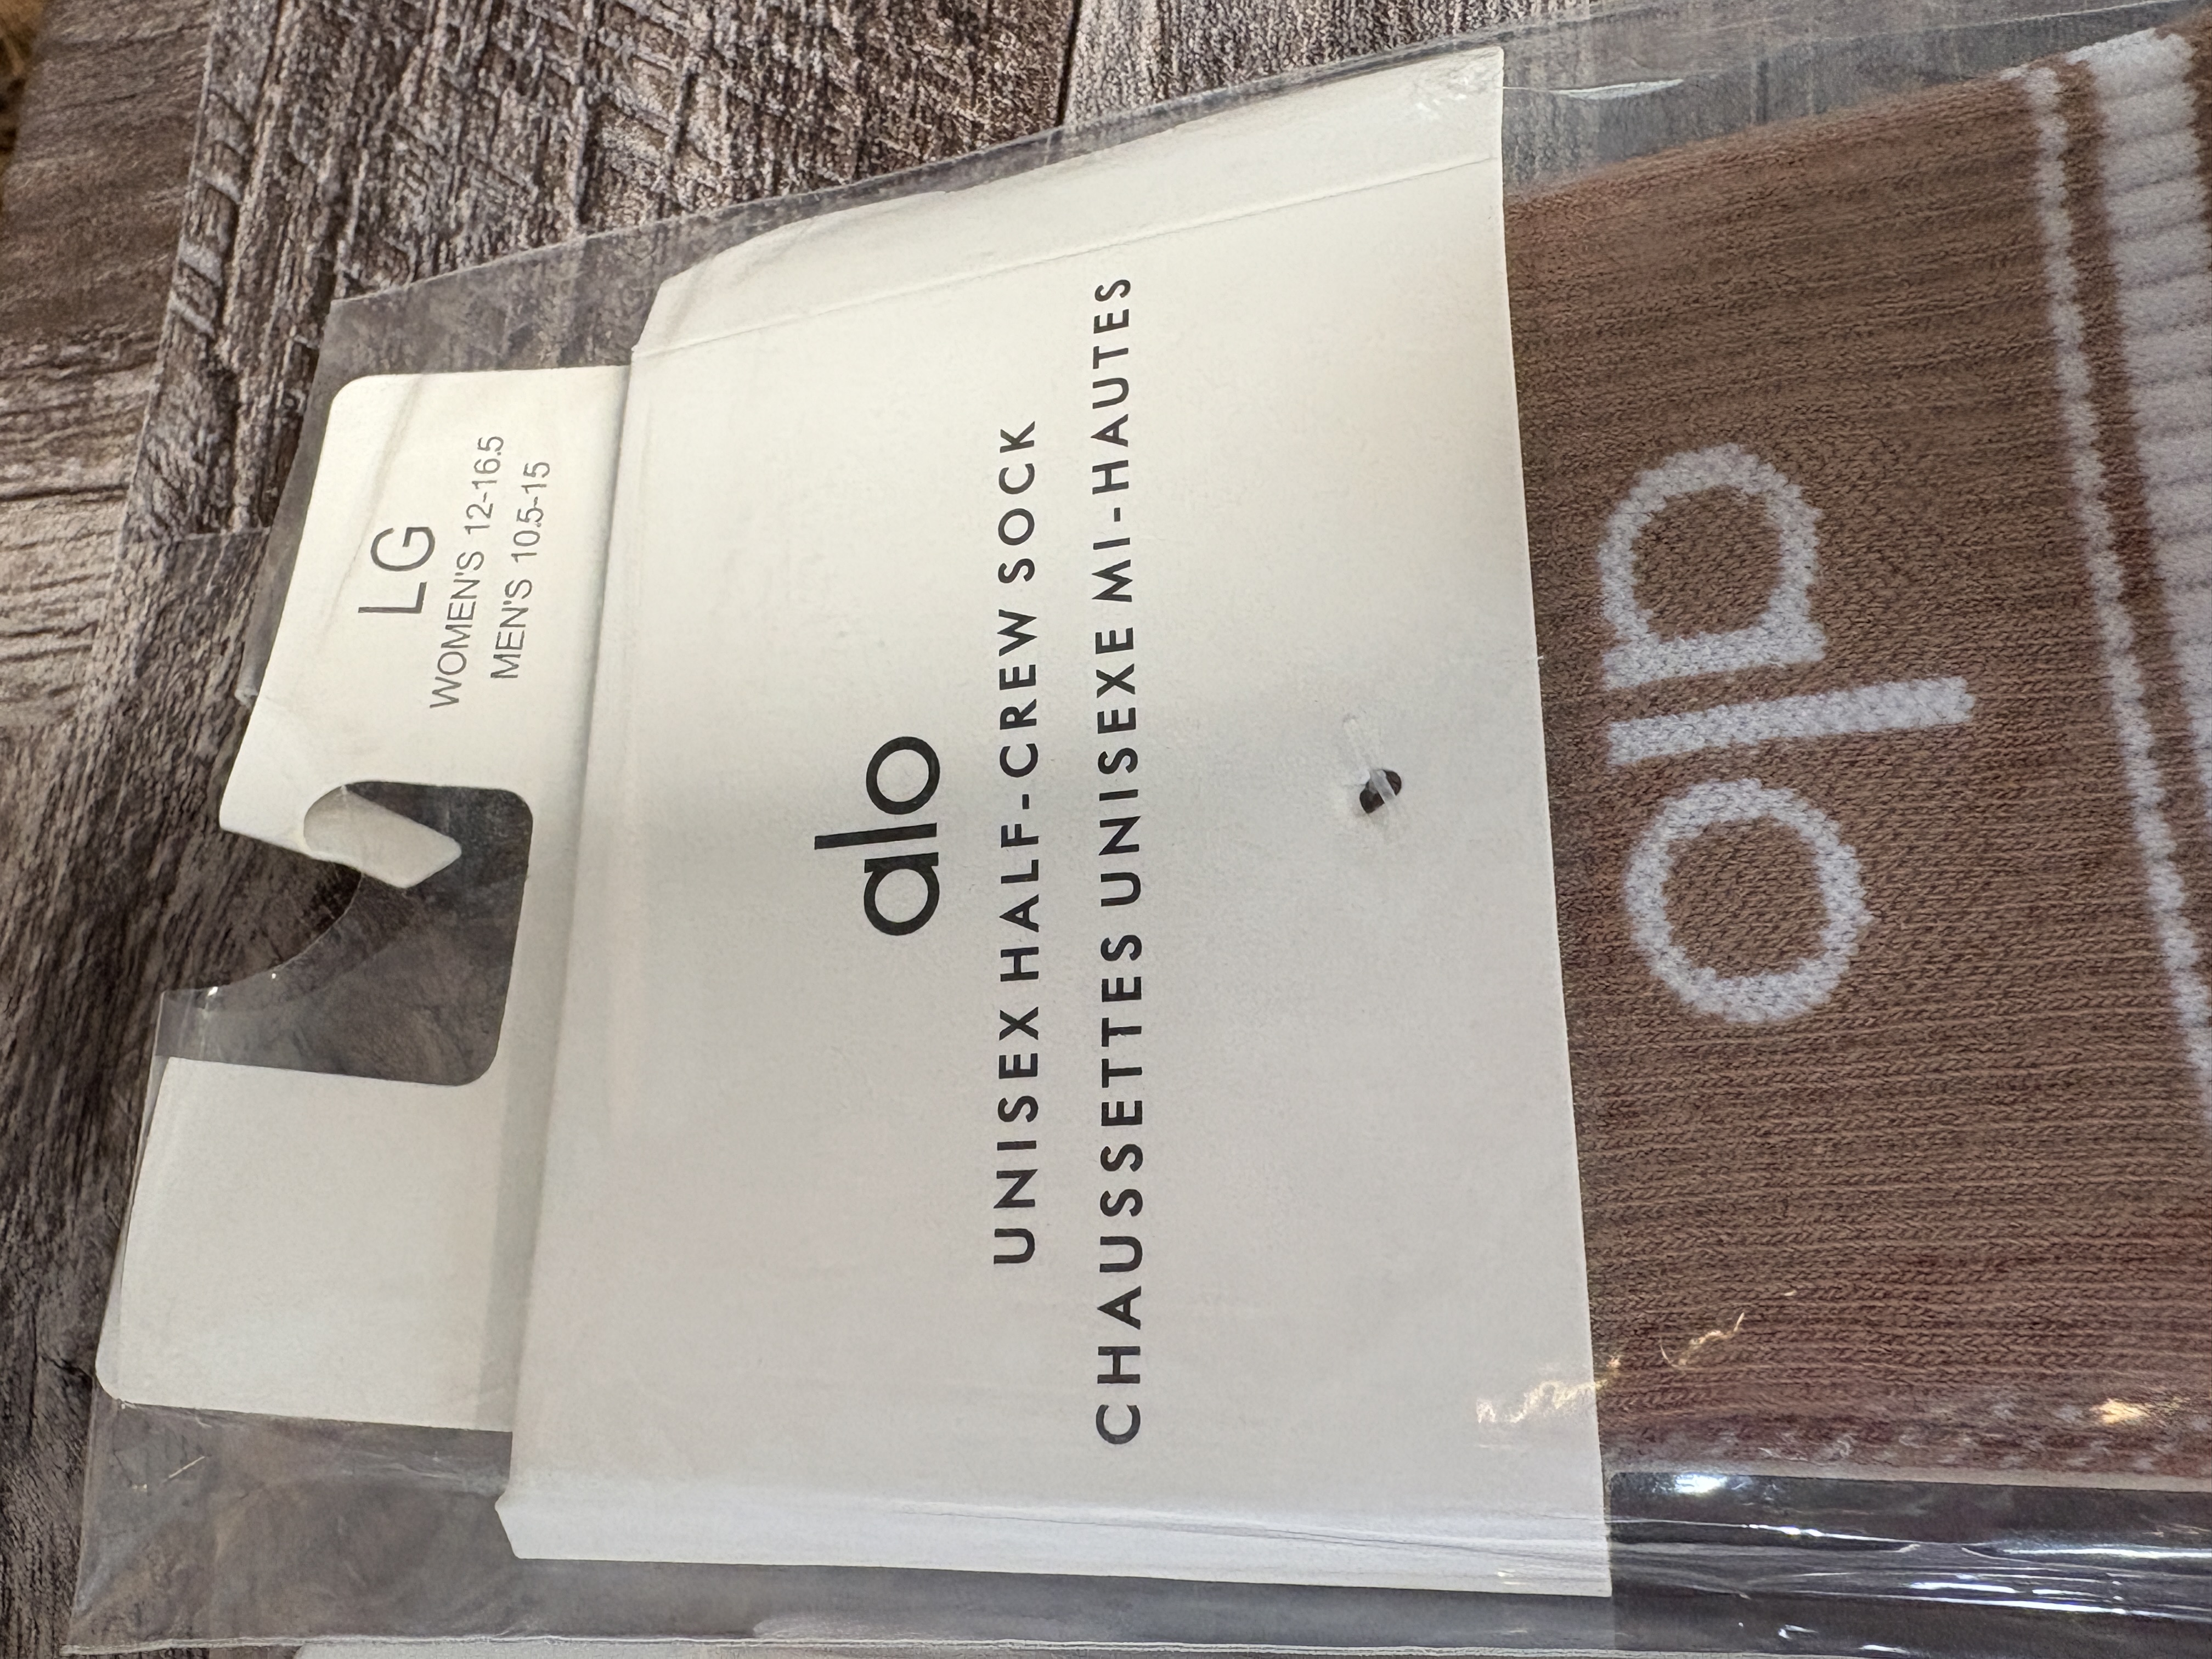 LG
WOMEN'S 12-16.5
MEN'S 10.5-15
alo
UNISEX HALF-CREW SOCK
CHAUSSETTES UNISEXE MI-HAUTES
alo